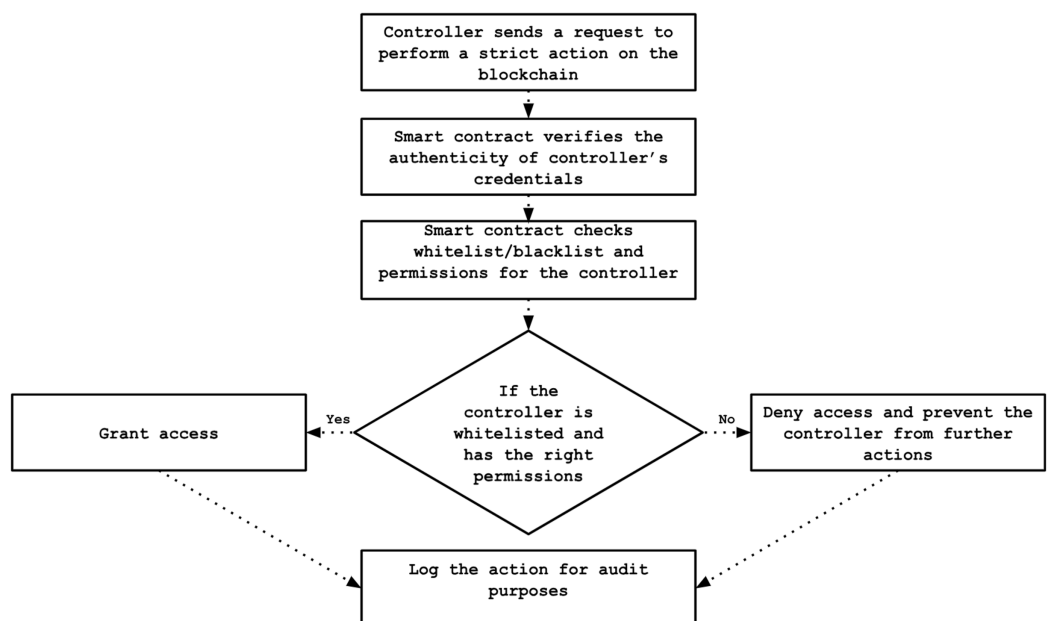 Controller sends a request to
perform a strict action on the
blockchain
Smart contract verifies the
authenticity of controller’s
credentials
Smart contract checks
whitelist/blacklist and
permissions for the controller
If the
controller is
whitelisted and
has the right
permissions
Yes
Grant access
No
Deny access and prevent the
controller from further
actions
Log the action for audit
purposes